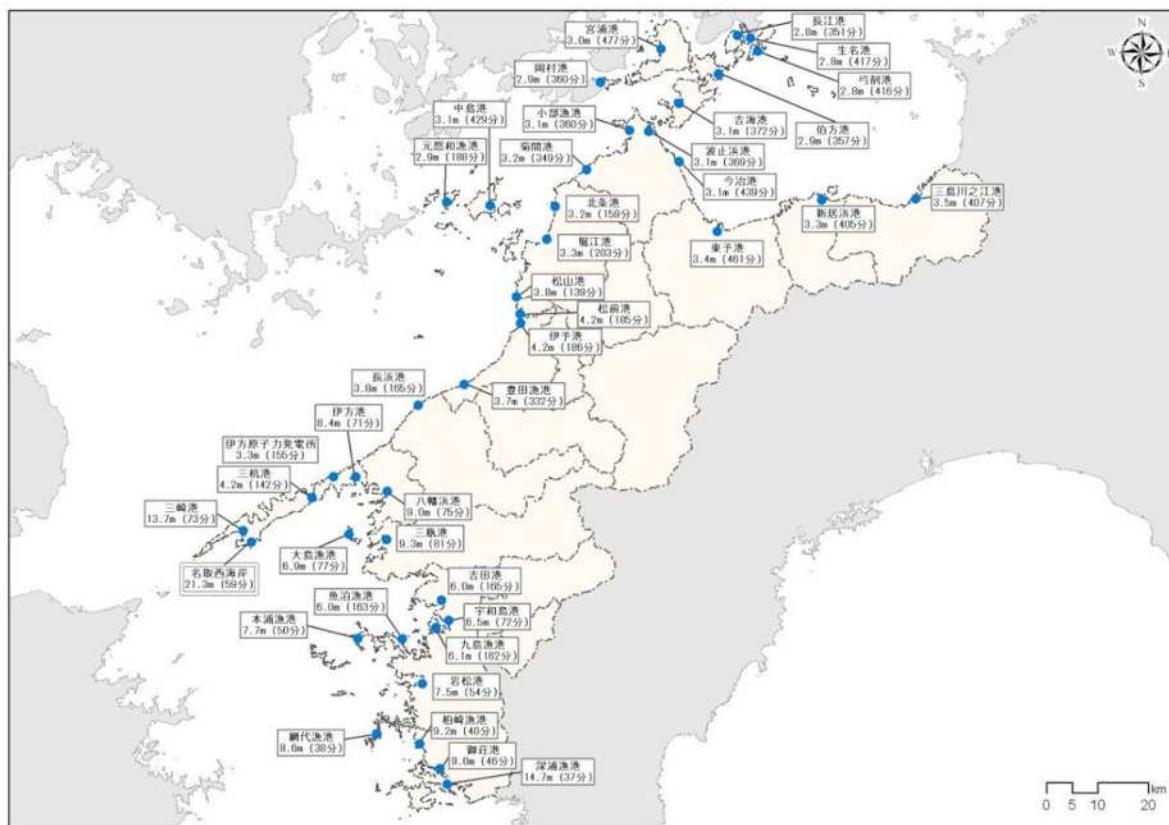 長江港
2.8m (351分)
宮浦港
3.0m (477分)
生名港
2.8m (417分)
弓削港
2.8m (416分)
岡村港
2.9m (360分)
中島港
3.1m (429分)
小部漁港
3.1m (360分)
吉海港
3.1m (372分)
伯方港
2.9m (357分)
元怒和漁港
2.9m (188分)
菊間港
3.2m (349分)
波止浜港
3.1m (369分)
今治港
3.1m (439分)
北条港
3.2m (159分)
新居浜港
3.3m (405分)
三島川之江港
3.5m (407分)
堀江港
3.3m (203分)
東予港
3.4m (461分)
松山港
3.8m (139分)
松前港
4.2m (185分)
伊予港
4.2m (186分)
長浜港
3.8m (165分)
豊田漁港
3.7m (332分)
伊方港
8.4m (71分)
伊方原子力発電所
3.3m (155分)
三机港
4.2m (142分)
八幡浜港
9.0m (75分)
三崎港
13.7m (73分)
三瓶港
9.3m (81分)
大島漁港
6.9m (77分)
名取西海岸
21.3m (59分)
吉田港
6.0m (165分)
魚泊漁港
6.0m (163分)
本浦漁港
7.7m (50分)
宇和島港
6.5m (72分)
九島漁港
6.1m (162分)
岩松港
7.5m (54分)
柏崎漁港
9.2m (40分)
網代漁港
8.6m (38分)
御荘港
9.0m (46分)
深浦漁港
14.7m (37分)
N
W
E
S
km
0 5 10 20